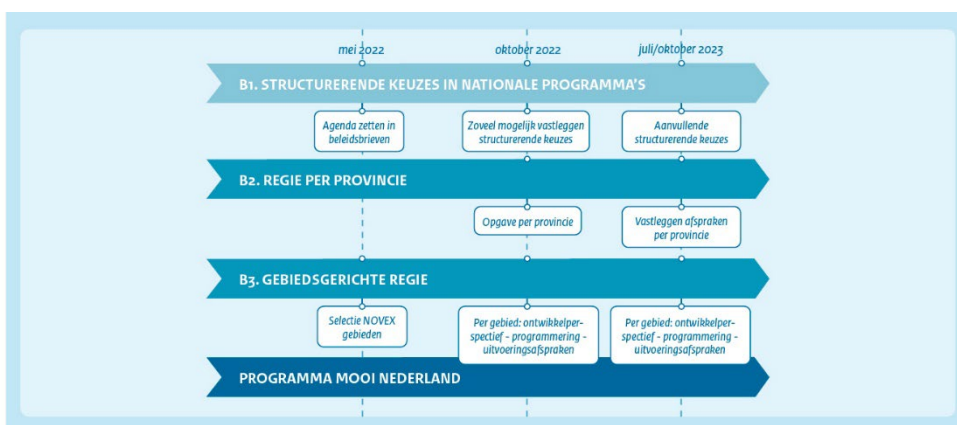 mei 2022 oktober 2022 juli/oktober 2023
B1. STRUCTURERENDE KEUZES IN NATIONALE PROGRAMMA'S
Agenda zetten in
beleidsbrieven
Zoveel mogelijk vastleggen
structurerende keuzes
Aanvullende
structurerende keuzes
B2. REGIE PER PROVINCIE
Opgave per provincie
Vastleggen afspraken
per provincie
B3. GEBIEDSGERICHTE REGIE
Selectie NOVEX
gebieden
Per gebied: ontwikkelper-
spectief - programmering -
uitvoeringsafspraken
Per gebied: ontwikkelper-
spectief - programmering -
uitvoeringsafspraken
PROGRAMMA MOOI NEDERLAND